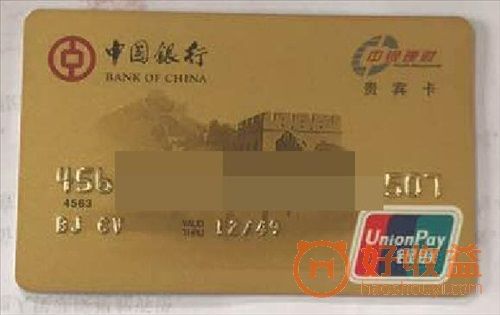 中国银行
BANK OF CHINA
中银理财
贵宾卡
456 507
4563
BJ CV VALID THRU 12/49
UnionPay
银联
好收益
haoshouyi.com